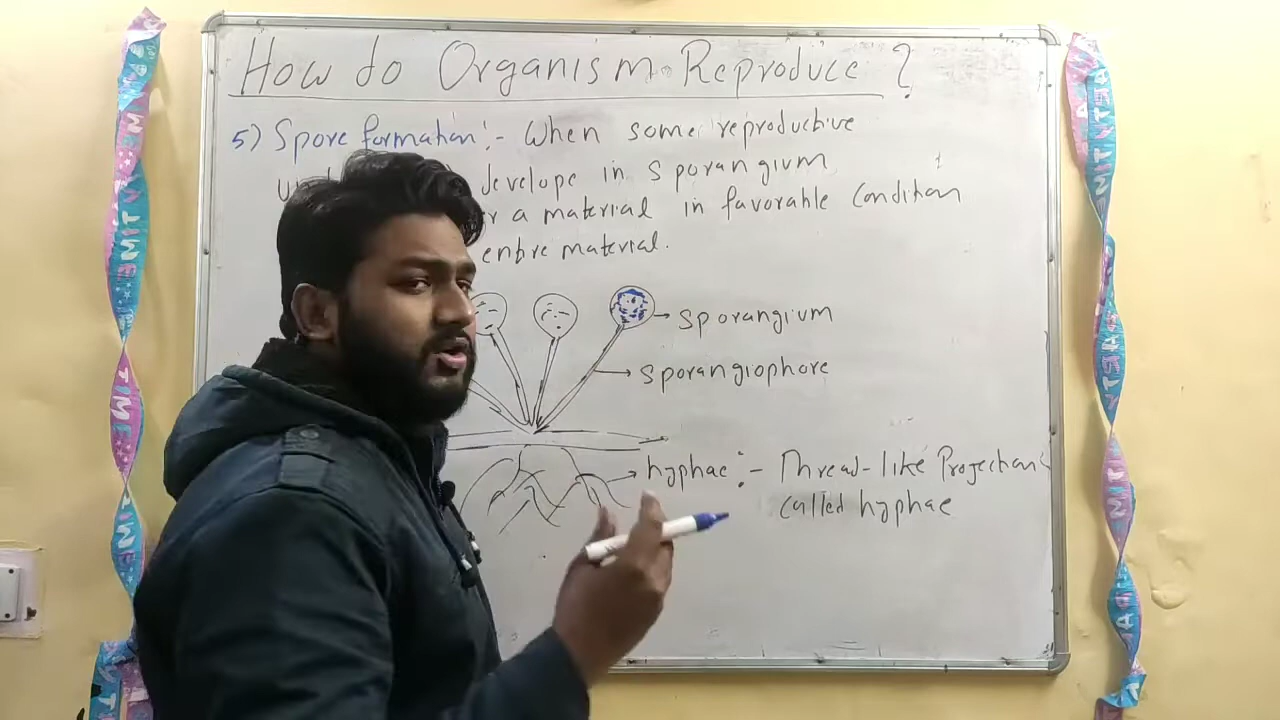 How do Organism Reproduce ?
5) Spore formation :- When some reproductive
develope in sporangium
a material in favorable Condition
entire material.
→ sporangium
→ sporangiophore
→ hyphae :- Thread-like Projection
called hyphae